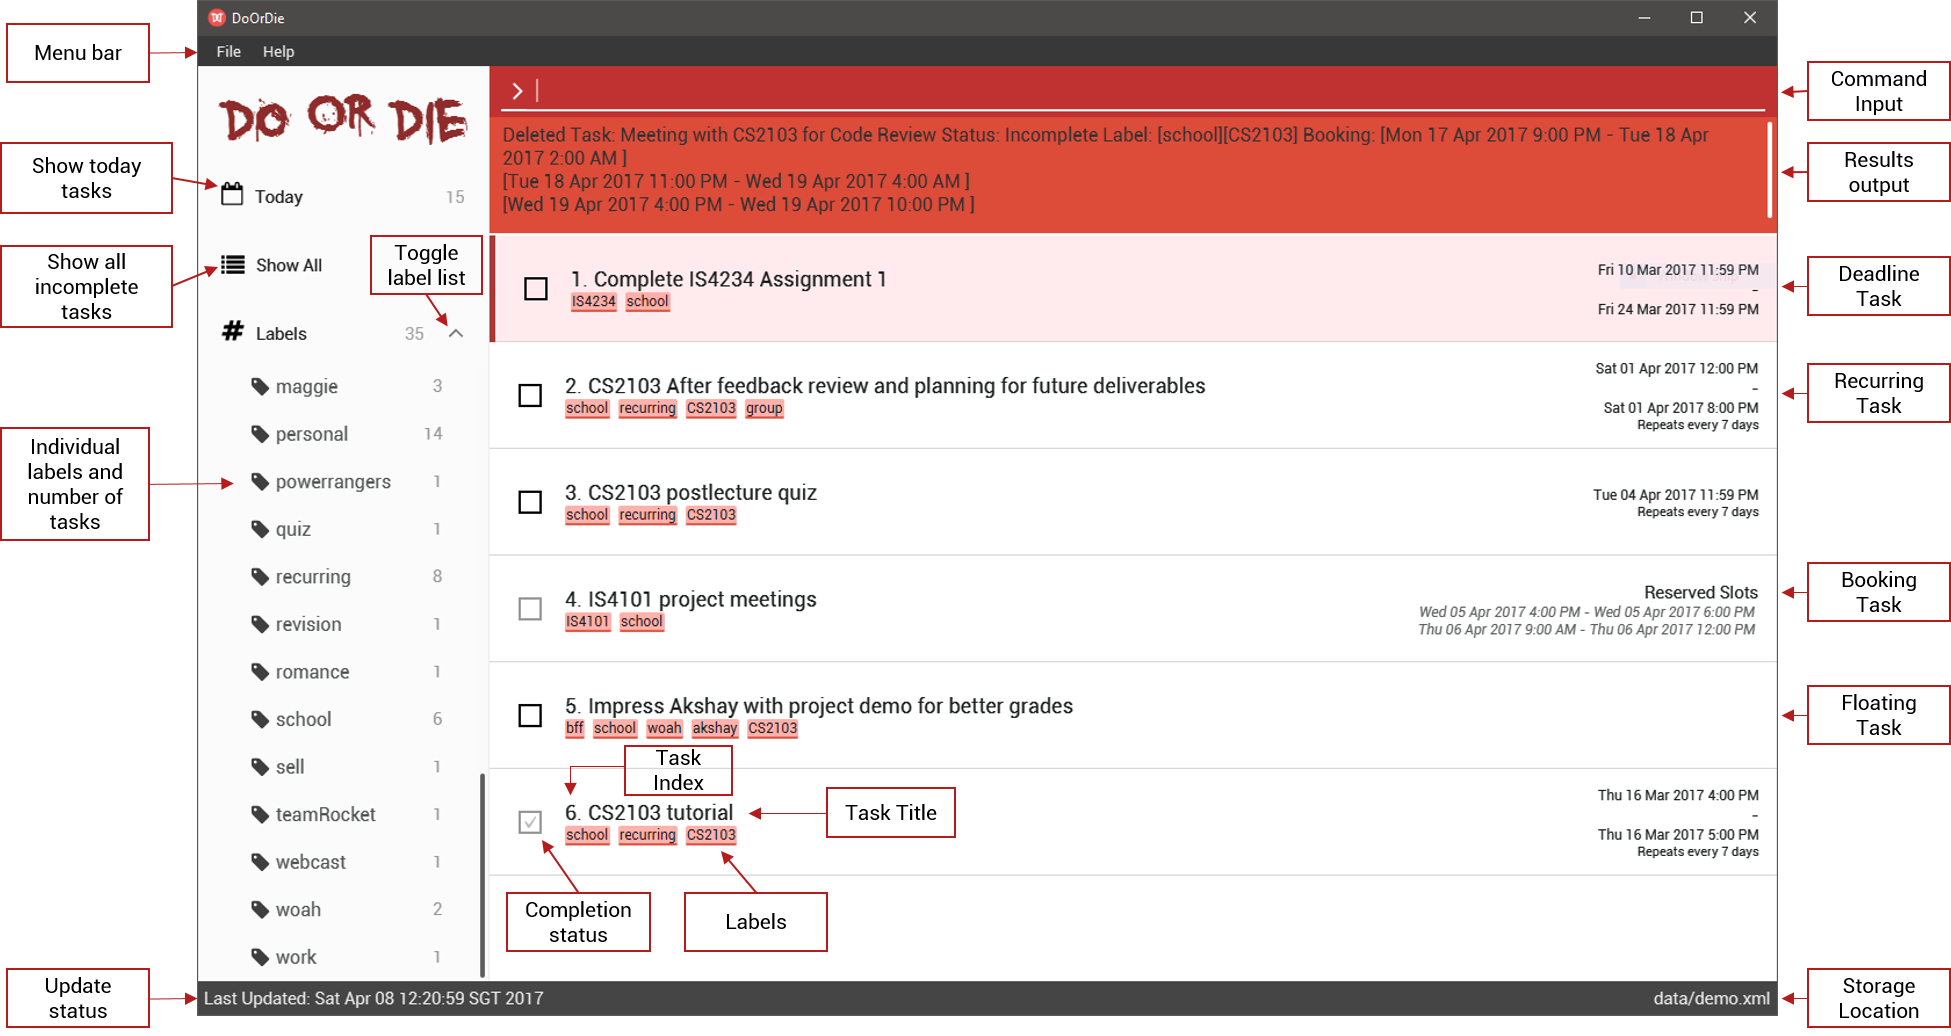 DoOrDie
Menu bar
File Help
DO OR DIE
Command
Input
Deleted Task: Meeting with CS2103 for Code Review Status: Incomplete Label: [school][CS2103] Booking: [Mon 17 Apr 2017 9:00 PM - Tue 18 Apr
2017 2:00 AM ]
[Tue 18 Apr 2017 11:00 PM - Wed 19 Apr 2017 4:00 AM ]
[Wed 19 Apr 2017 4:00 PM - Wed 19 Apr 2017 10:00 PM ]
Results
output
Show today
tasks
Today 15
Show all
incomplete
tasks
Show All
Toggle
label list
Labels 35
1. Complete IS4234 Assignment 1
IS4234 school
Fri 10 Mar 2017 11:59 PM
-
Fri 24 Mar 2017 11:59 PM
Deadline
Task
maggie 3
personal 14
powerrangers 1
quiz 1
recurring 8
revision 1
romance 1
school 6
sell 1
teamRocket 1
webcast 1
woah 2
work 1
Individual
labels and
number of
tasks
2. CS2103 After feedback review and planning for future deliverables
school recurring CS2103 group
Sat 01 Apr 2017 12:00 PM
-
Sat 01 Apr 2017 8:00 PM
Repeats every 7 days
Recurring
Task
3. CS2103 postlecture quiz
school recurring CS2103
Tue 04 Apr 2017 11:59 PM
Repeats every 7 days
4. IS4101 project meetings
IS4101 school
Reserved Slots
Wed 05 Apr 2017 4:00 PM - Wed 05 Apr 2017 6:00 PM
Thu 06 Apr 2017 9:00 AM - Thu 06 Apr 2017 12:00 PM
Booking
Task
5. Impress Akshay with project demo for better grades
bff school woah akshay CS2103
Floating
Task
Task
Index
6. CS2103 tutorial
school recurring CS2103
Task Title
Thu 16 Mar 2017 4:00 PM
-
Thu 16 Mar 2017 5:00 PM
Repeats every 7 days
Completion
status
Labels
Update
status
Last Updated: Sat Apr 08 12:20:59 SGT 2017
data/demo.xml
Storage
Location